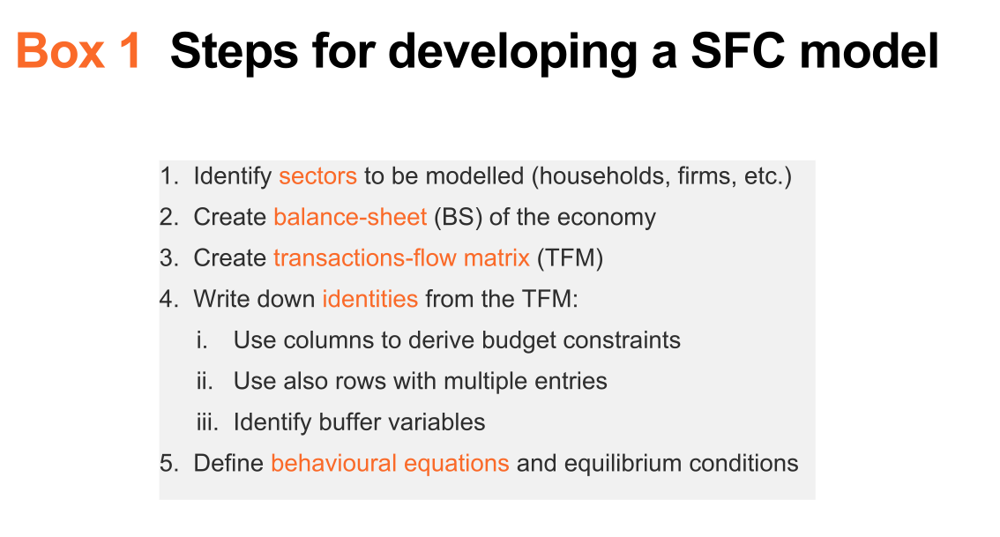 Box 1 Steps for developing a SFC model
1. Identify sectors to be modelled (households, firms, etc.)
2. Create balance-sheet (BS) of the economy
3. Create transactions-flow matrix (TFM)
4. Write down identities from the TFM:
i. Use columns to derive budget constraints
ii. Use also rows with multiple entries
iii. Identify buffer variables
5. Define behavioural equations and equilibrium conditions